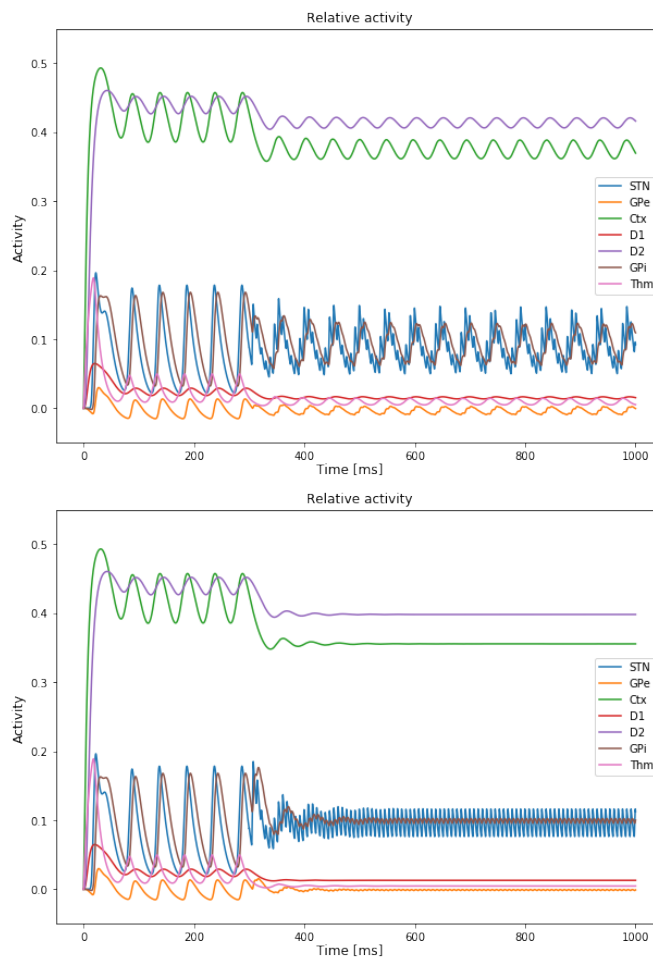 Relative activity
0.5
0.4
0.3
0.2
0.1
0.0
Activity
STN
GPe
Ctx
D1
D2
GPi
Thm
0 200 400 600 800 1000
Time [ms]
Relative activity
0.5
0.4
0.3
0.2
0.1
0.0
Activity
STN
GPe
Ctx
D1
D2
GPi
Thm
0 200 400 600 800 1000
Time [ms]